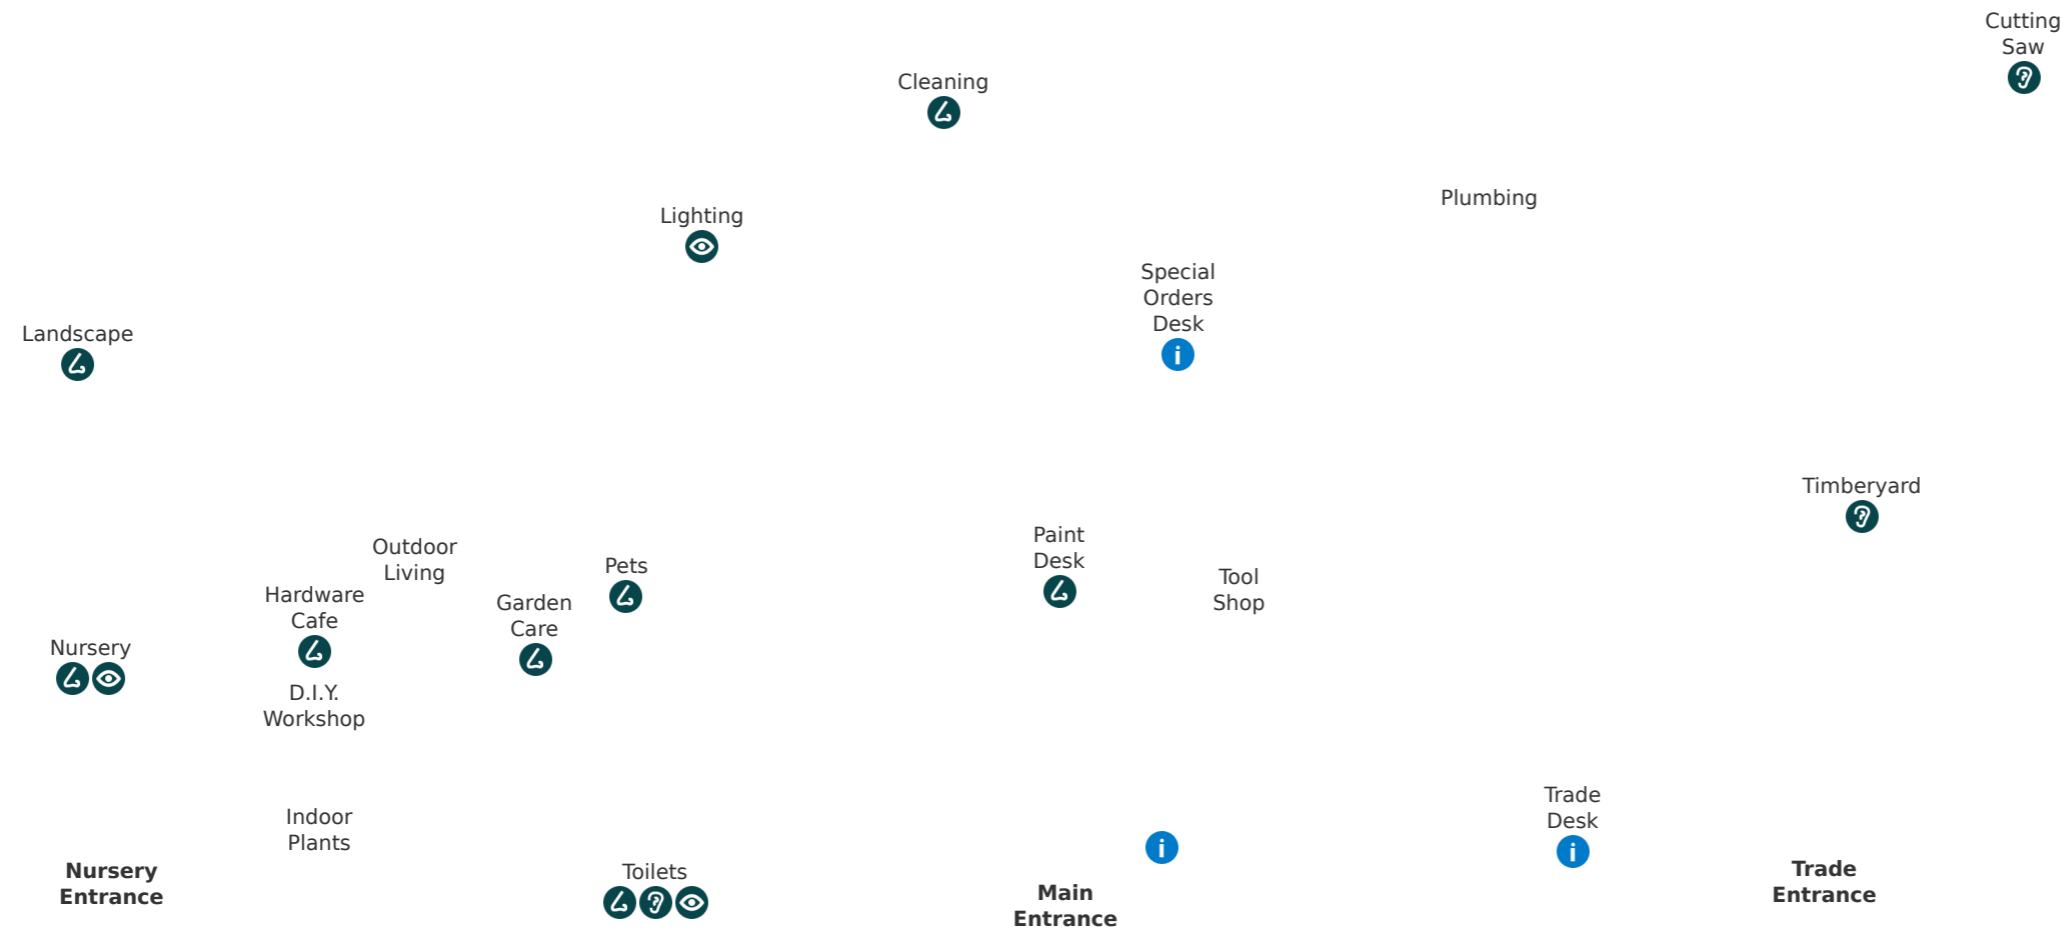 Cutting
Saw
Cleaning
Plumbing
Lighting
Special
Orders
Desk
i
Landscape
Timberyard
Paint
Desk
Outdoor
Living
Pets
Tool
Shop
Hardware
Cafe
Garden
Care
Nursery
D.I.Y.
Workshop
Trade
Desk
i
Indoor
Plants
i
Nursery
Entrance
Toilets
Main
Entrance
Trade
Entrance